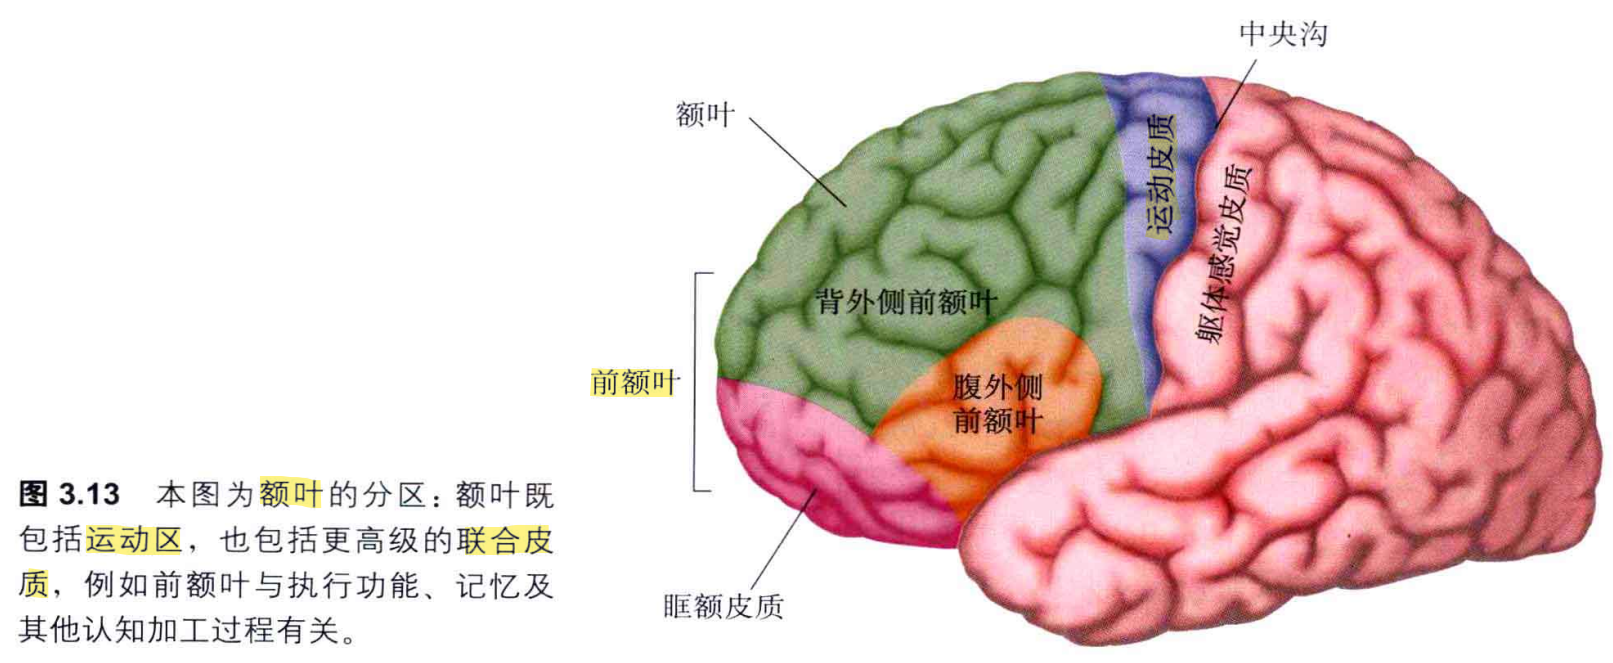 中央沟
额叶
运动皮质
躯体感觉皮质
背外侧前额叶
前额叶
腹外侧
前额叶
眶额皮质
图 3.13 本图为额叶的分区：额叶既
包括运动区，也包括更高级的联合皮
质，例如前额叶与执行功能、记忆及
其他认知加工过程有关。